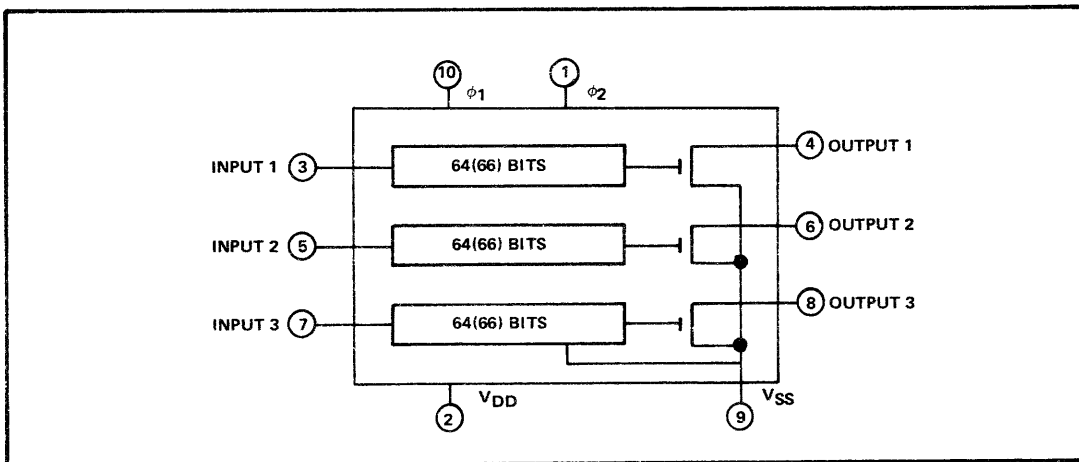 10 ϕ1 1 ϕ2
INPUT 1 3 64(66) BITS 4 OUTPUT 1
INPUT 2 5 64(66) BITS 6 OUTPUT 2
INPUT 3 7 64(66) BITS 8 OUTPUT 3
2 VDD 9 VSS